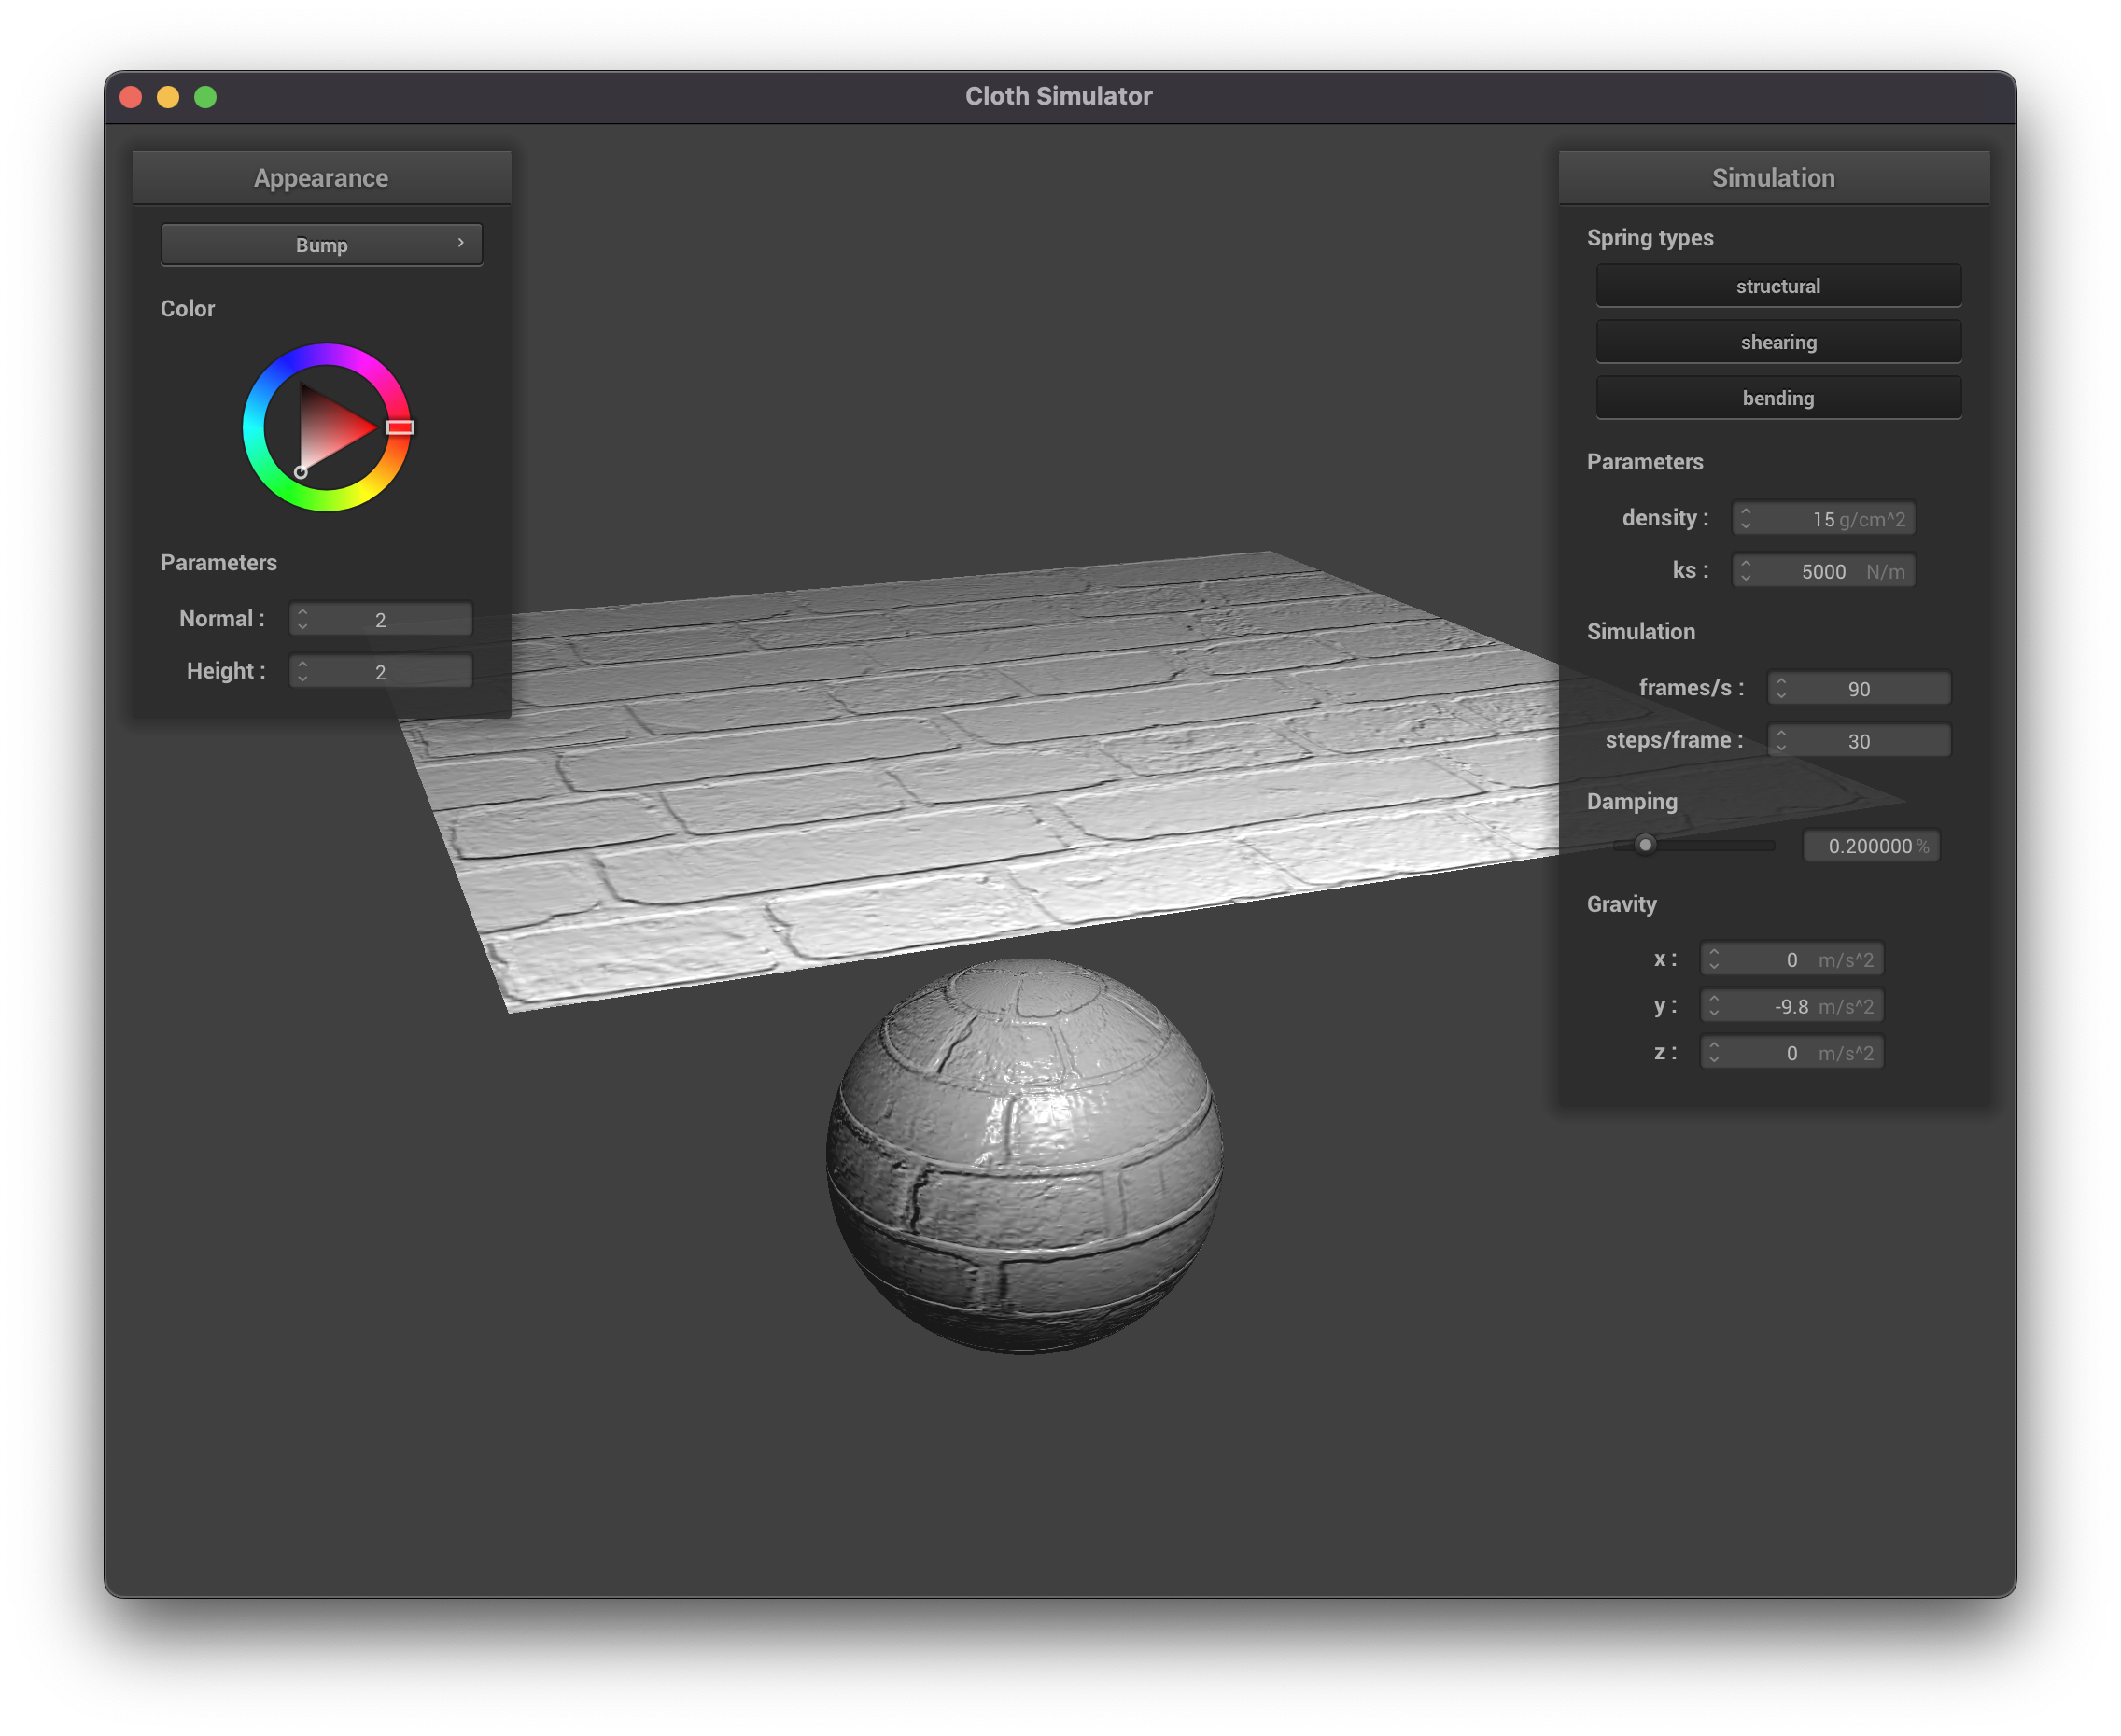 Cloth Simulator
Appearance
Bump
Color
Parameters
Normal : 2
Height : 2
Simulation
Spring types
structural
shearing
bending
Parameters
density : 15 g/cm^2
ks : 5000 N/m
Simulation
frames/s : 90
steps/frame : 30
Damping
0.200000 %
Gravity
x : 0 m/s^2
y : -9.8 m/s^2
z : 0 m/s^2